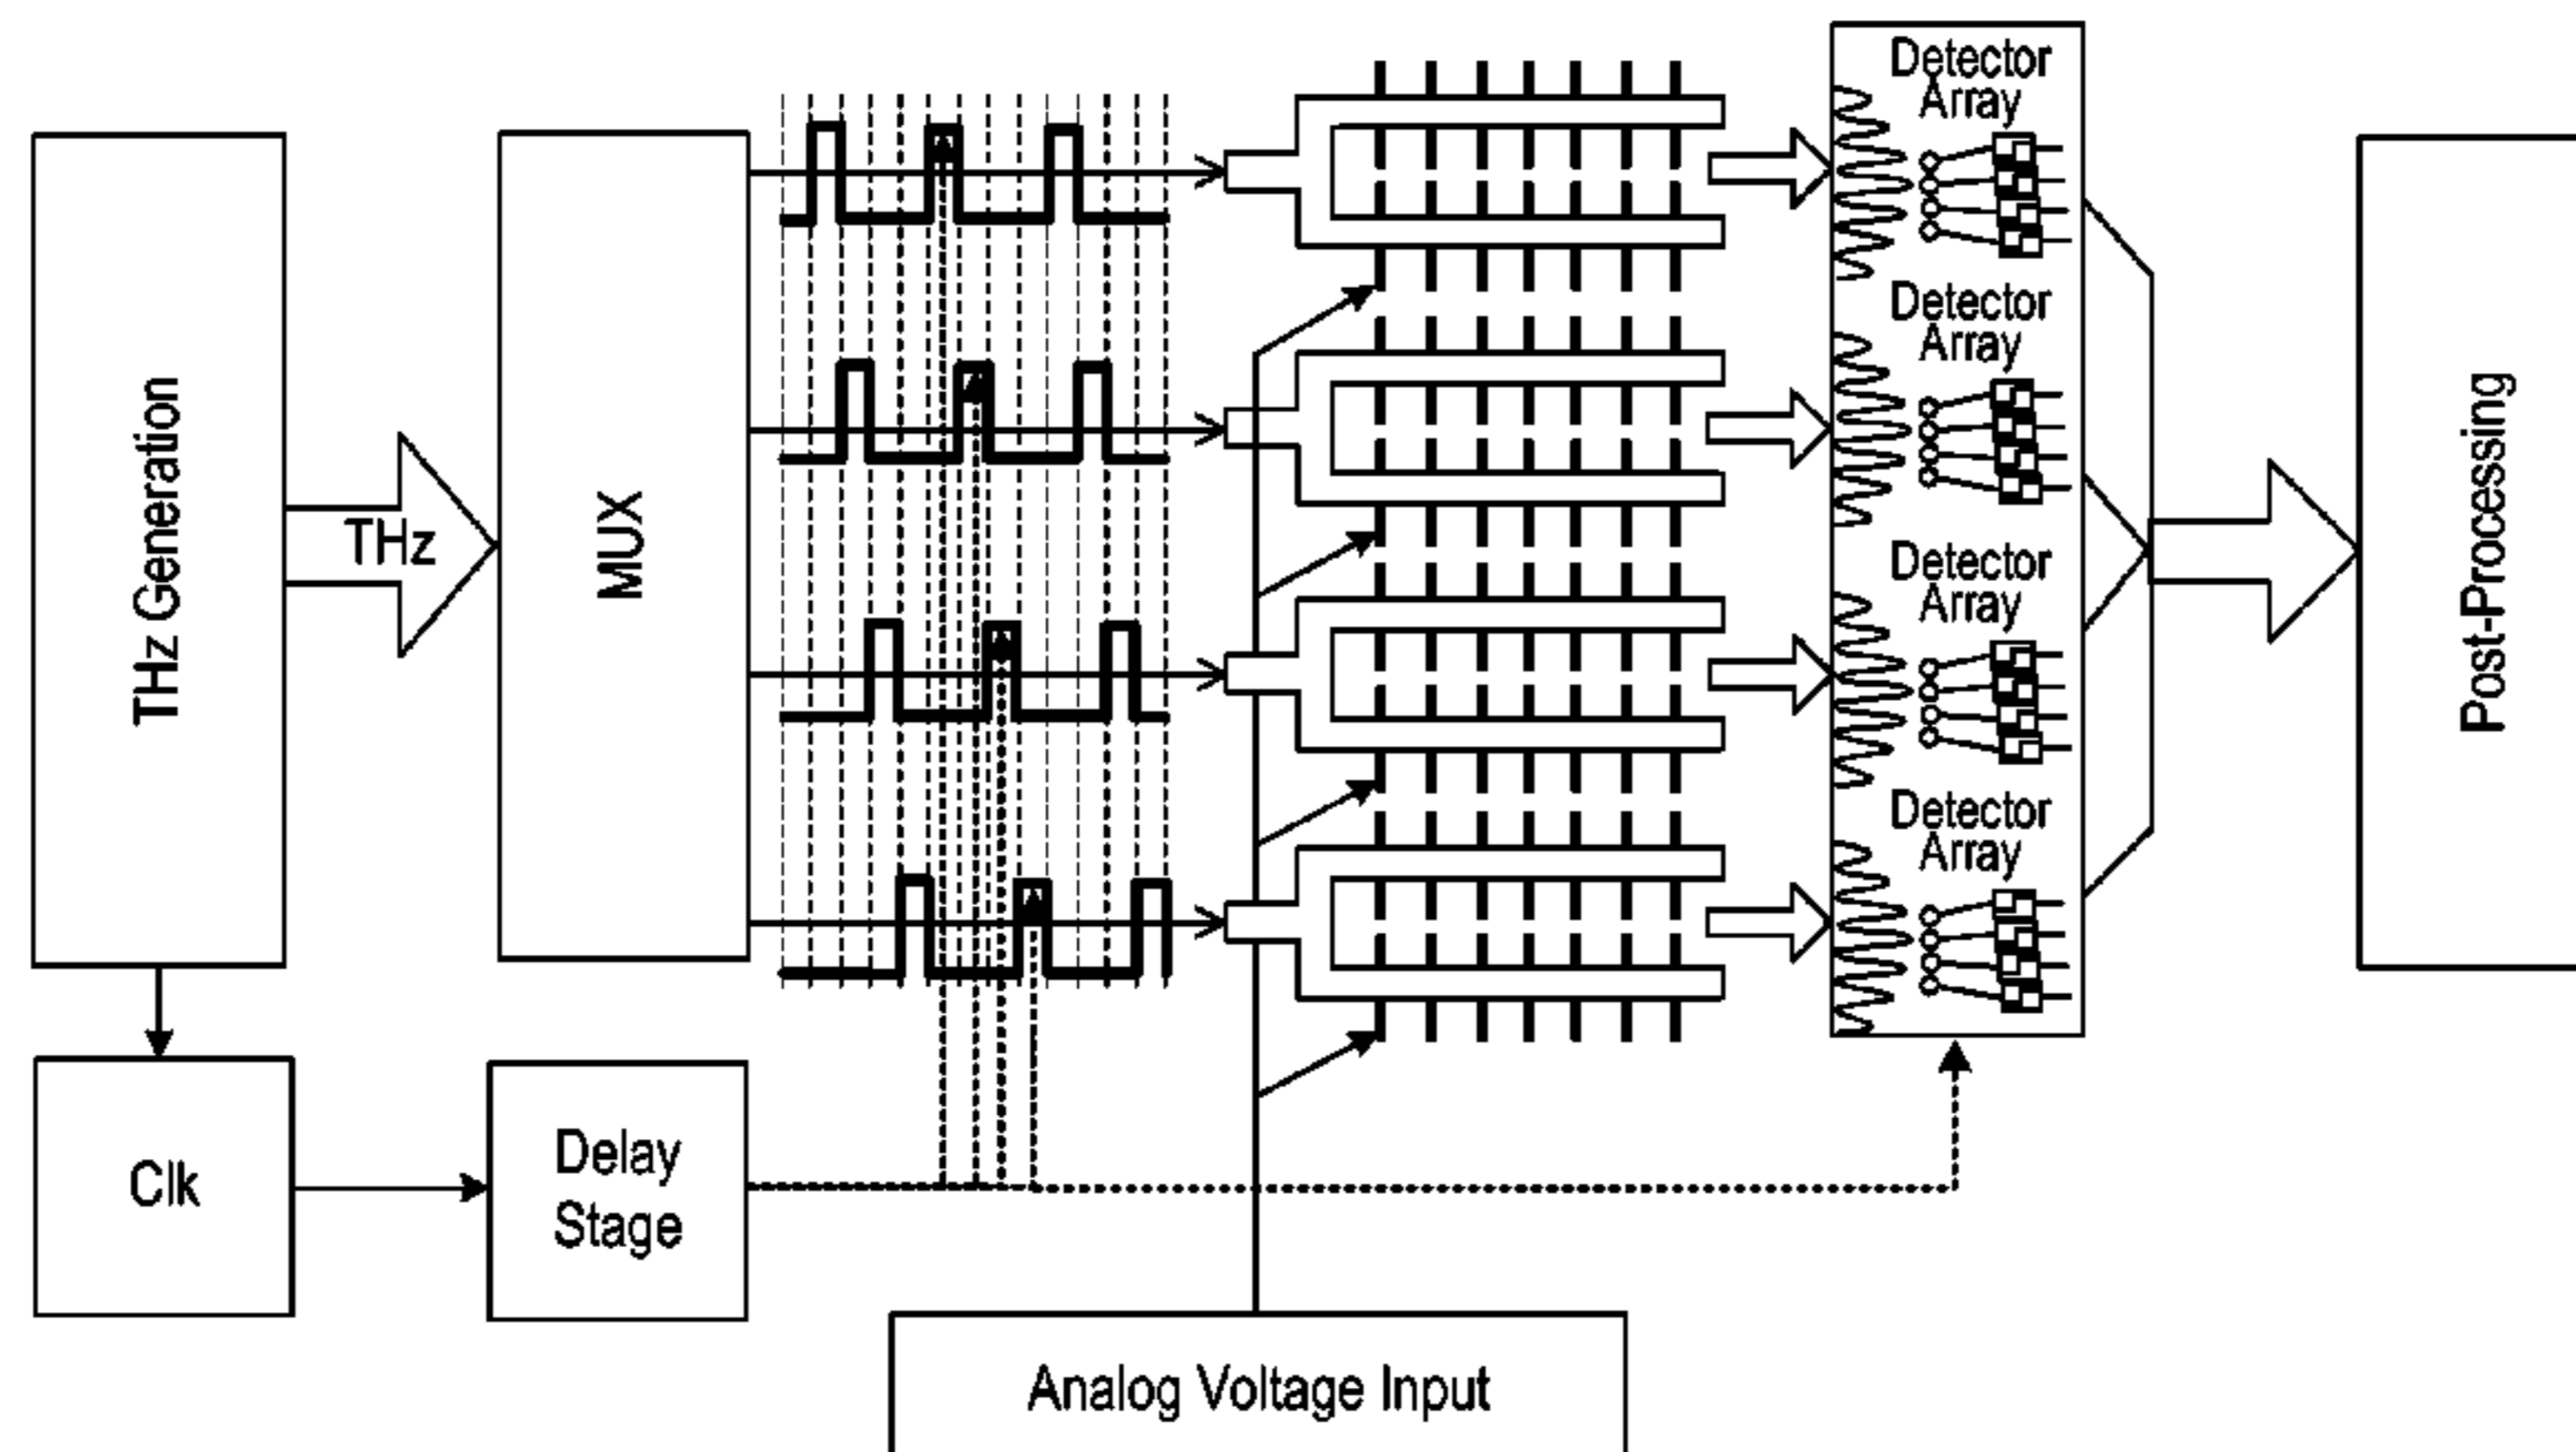 THz Generation
THz
MUX
Detector
Array
Detector
Array
Detector
Array
Detector
Array
Post-Processing
Clk
Delay
Stage
Analog Voltage Input